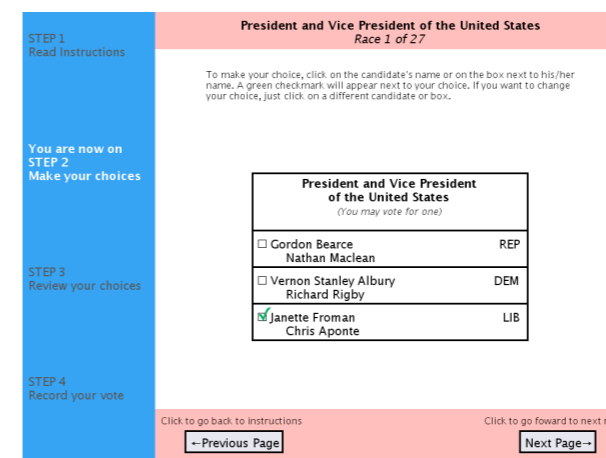 STEP 1
Read Instructions
You are now on
STEP 2
Make your choices
STEP 3
Review your choices
STEP 4
Record your vote
President and Vice President of the United States
Race 1 of 27
To make your choice, click on the candidate's name or on the box next to his/her
name. A green checkmark will appear next to your choice. If you want to change
your choice, just click on a different candidate or box.
President and Vice President
of the United States
(You may vote for one)
Gordon Bearce REP
Nathan Maclean
Vernon Stanley Albury DEM
Richard Rigby
Janette Froman LIB
Chris Aponte
Click to go back to instructions
←Previous Page
Click to go foward to next
Next Page→